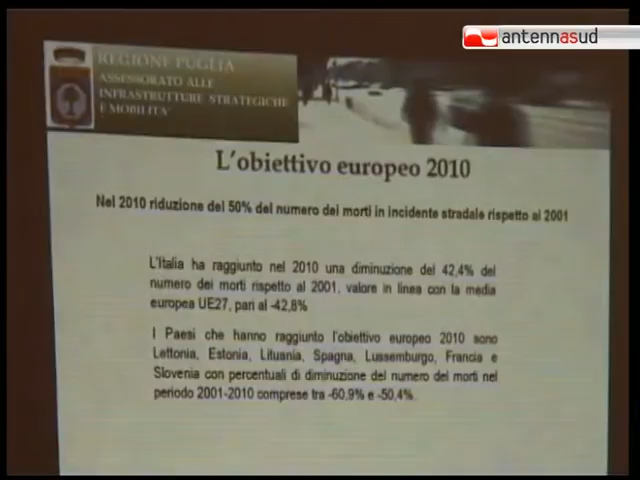 antennasud
REGIONE PUGLIA
ASSESSORATO ALLE
INFRASTRUTTURE STRATEGICHE
E MOBILITA'
L'obiettivo europeo 2010
Nel 2010 riduzione del 50% del numero dei morti in incidente stradale rispetto al 2001
L'Italia ha raggiunto nel 2010 una diminuzione del 42,4% del
numero dei morti rispetto al 2001, valore in linea con la media
europea UE27, pari al -42,8%
I Paesi che hanno raggiunto l'obiettivo europeo 2010 sono
Lettonia, Estonia, Lituania, Spagna, Lussemburgo, Francia e
Slovenia con percentuali di diminuzione del numero dei morti nel
periodo 2001-2010 comprese tra -60,9% e -50,4%.